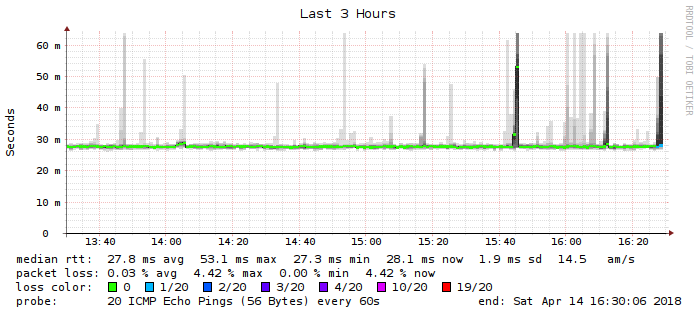 Last 3 Hours
RRDTOOL / TOBI OETIKER
Seconds
60 m
50 m
40 m
30 m
20 m
10 m
0
13:40 14:00 14:20 14:40 15:00 15:20 15:40 16:00 16:20
median rtt: 27.8 ms avg 53.1 ms max 27.3 ms min 28.1 ms now 1.9 ms sd 14.5 am/s
packet loss: 0.03 % avg 4.42 % max 0.00 % min 4.42 % now
loss color: 0 1/20 2/20 3/20 4/20 10/20 19/20
probe: 20 ICMP Echo Pings (56 Bytes) every 60s end: Sat Apr 14 16:30:06 2018